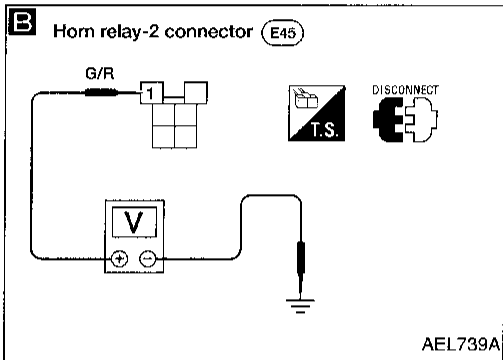 B Horn relay-2 connector E45
G/R
1
DISCONNECT
T.S.
V
+ −
AEL739A